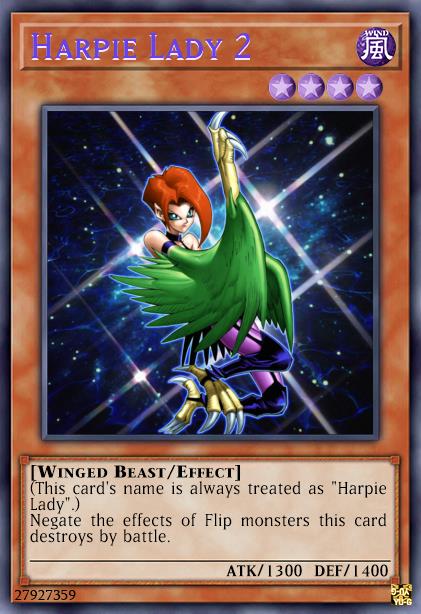 Harpie Lady 2
WIND
風
[Winged Beast/Effect]
(This card's name is always treated as "Harpie
Lady".)
Negate the effects of Flip monsters this card
destroys by battle.
ATK/1300 DEF/1400
27927359